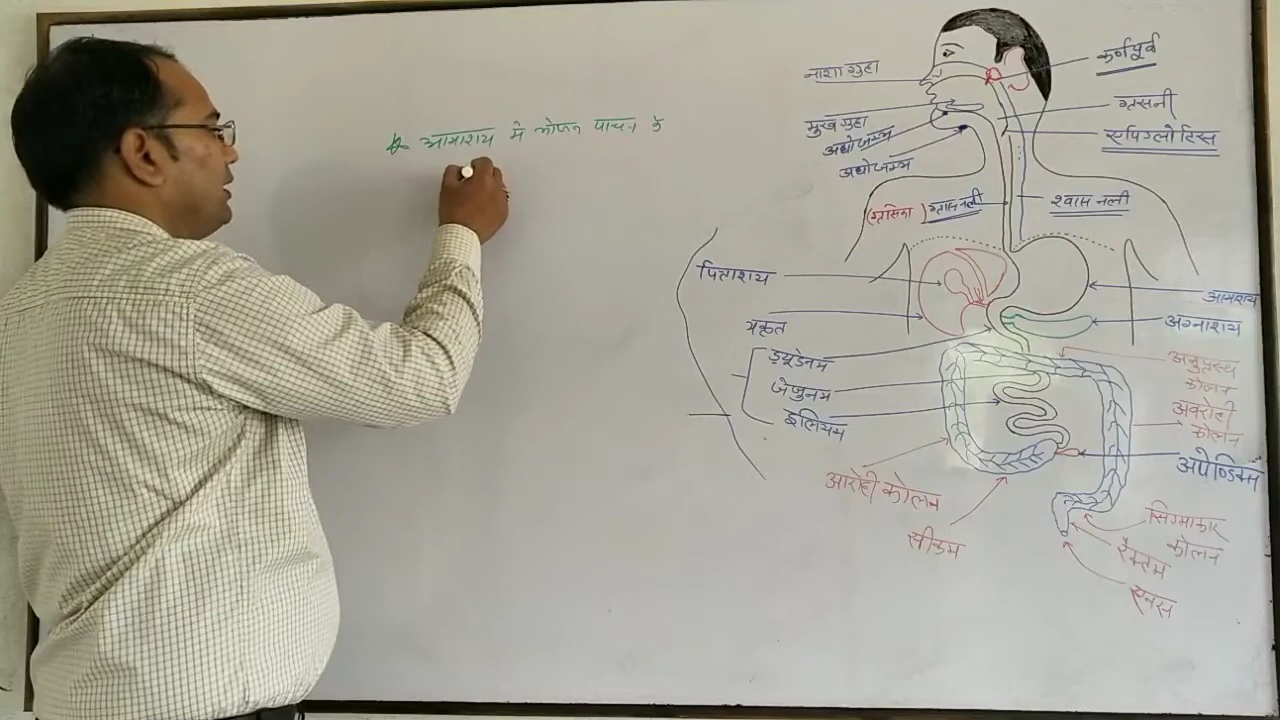 आमाशय में भोजन पाचन के
नाशा गुहा
कर्णपूर्व
मुख गुहा
ग्रसनी
अधोजम्भ
एपिग्लोटिस
अधोजम्भ
(ग्रसिका) ग्रास नली
श्वास नली
पिताशय
आमाशय
यकृत
अग्नाशय
ड्यूडेनम
अनुप्रस्थ
कोलन
जेजुनम
अवरोही
कोलन
इलियम
अपेण्डिक्स
आरोही कोलन
सिग्माकार
कोलन
सीकम
रैक्टम
एनस